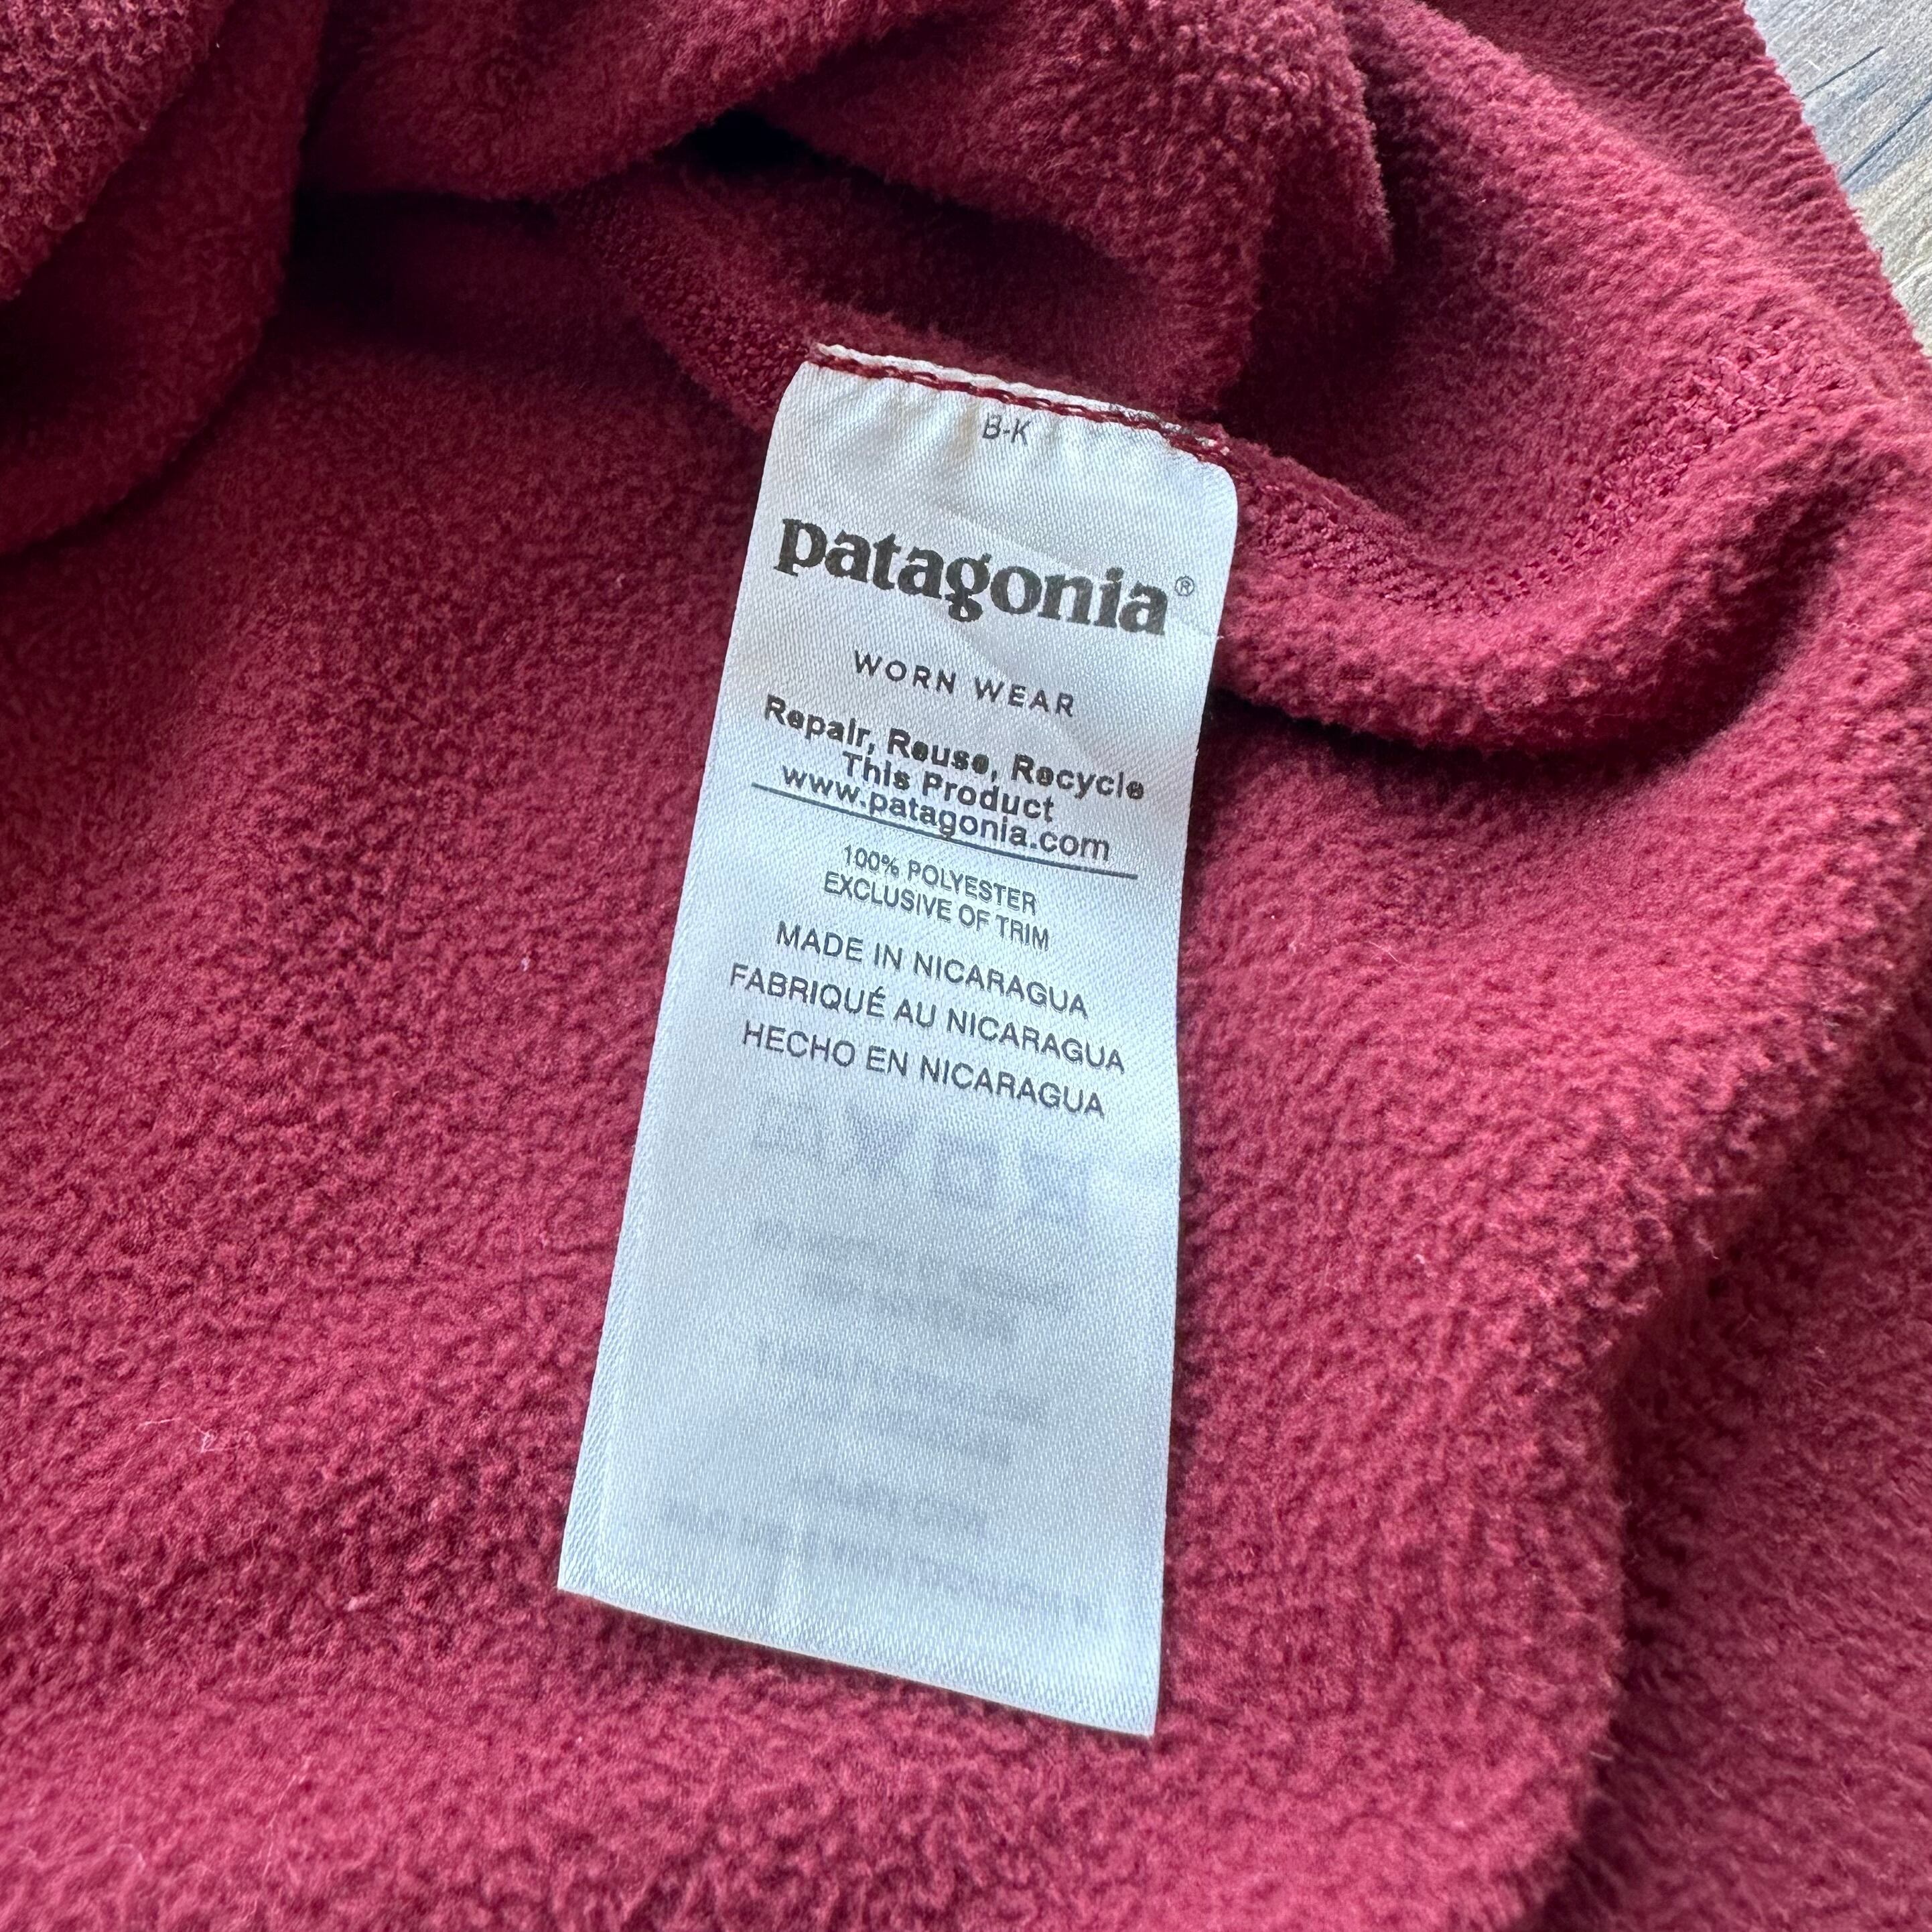 B-K
patagonia®
WORN WEAR
Repair, Reuse, Recycle
This Product
www.patagonia.com
100% POLYESTER
EXCLUSIVE OF TRIM
MADE IN NICARAGUA
FABRIQUÉ AU NICARAGUA
HECHO EN NICARAGUA